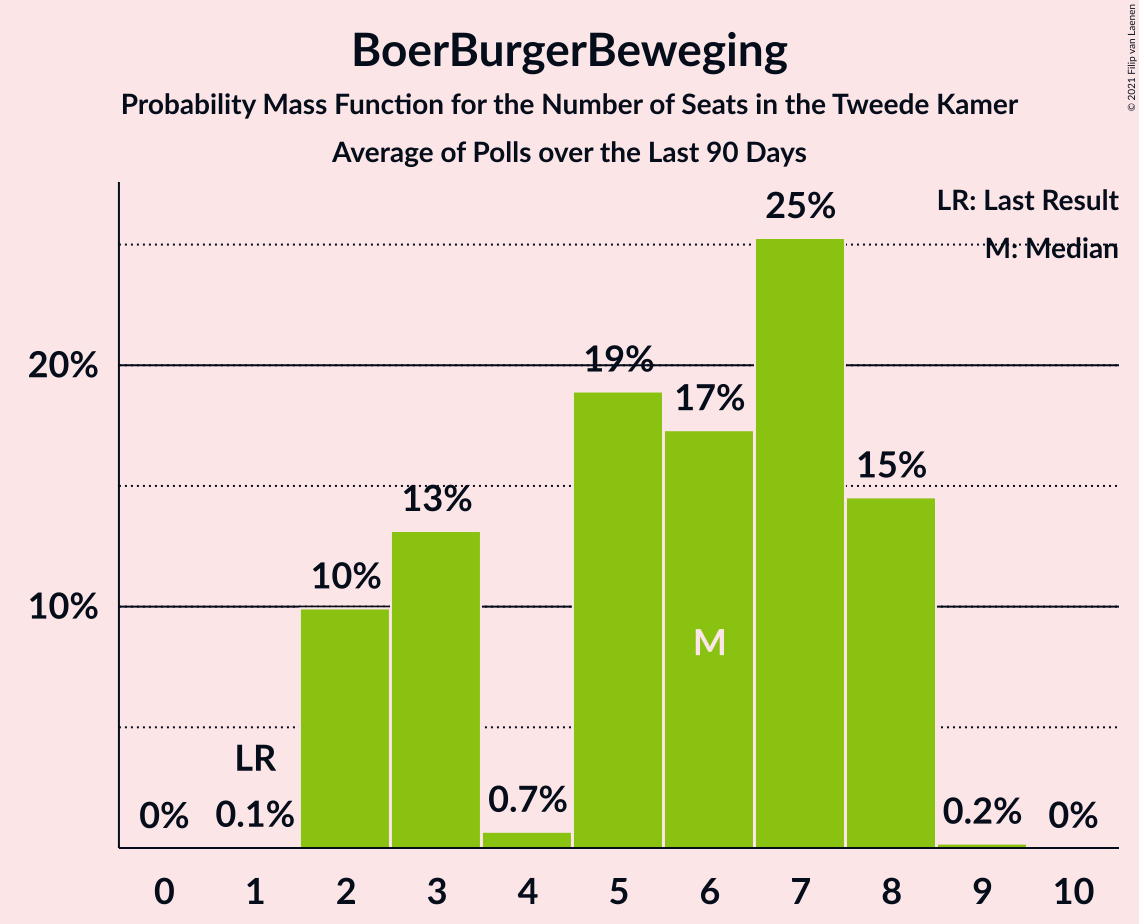 BoerBurgerBeweging
Probability Mass Function for the Number of Seats in the Tweede Kamer
Average of Polls over the Last 90 Days
© 2021 Filip van Laenen
LR: Last Result
M: Median
25%
20%
19%
17%
15%
13%
10%
10%
M
LR
0%
0.1%
0.7%
0.2%
0%
0 1 2 3 4 5 6 7 8 9 10